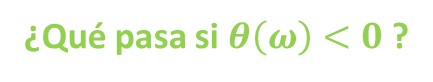 ¿Qué pasa si θ(ω) < 0 ?